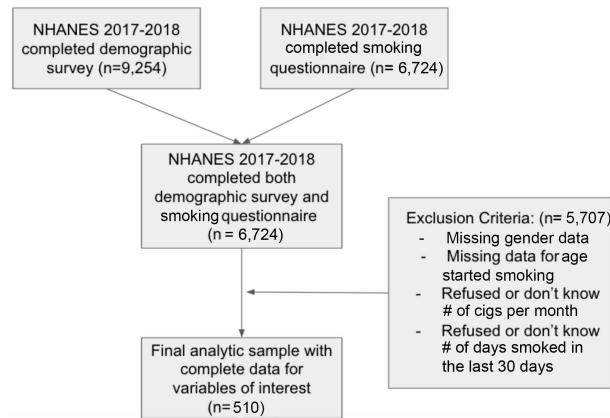 NHANES 2017-2018
completed demographic
survey (n=9,254)
NHANES 2017-2018
completed smoking
questionnaire (n= 6,724)
NHANES 2017-2018
completed both
demographic survey and
smoking questionnaire
(n = 6,724)
Exclusion Criteria: (n= 5,707)
- Missing gender data
- Missing data for age
started smoking
- Refused or don't know
# of cigs per month
- Refused or don't know
# of days smoked in
the last 30 days
Final analytic sample with
complete data for
variables of interest
(n=510)